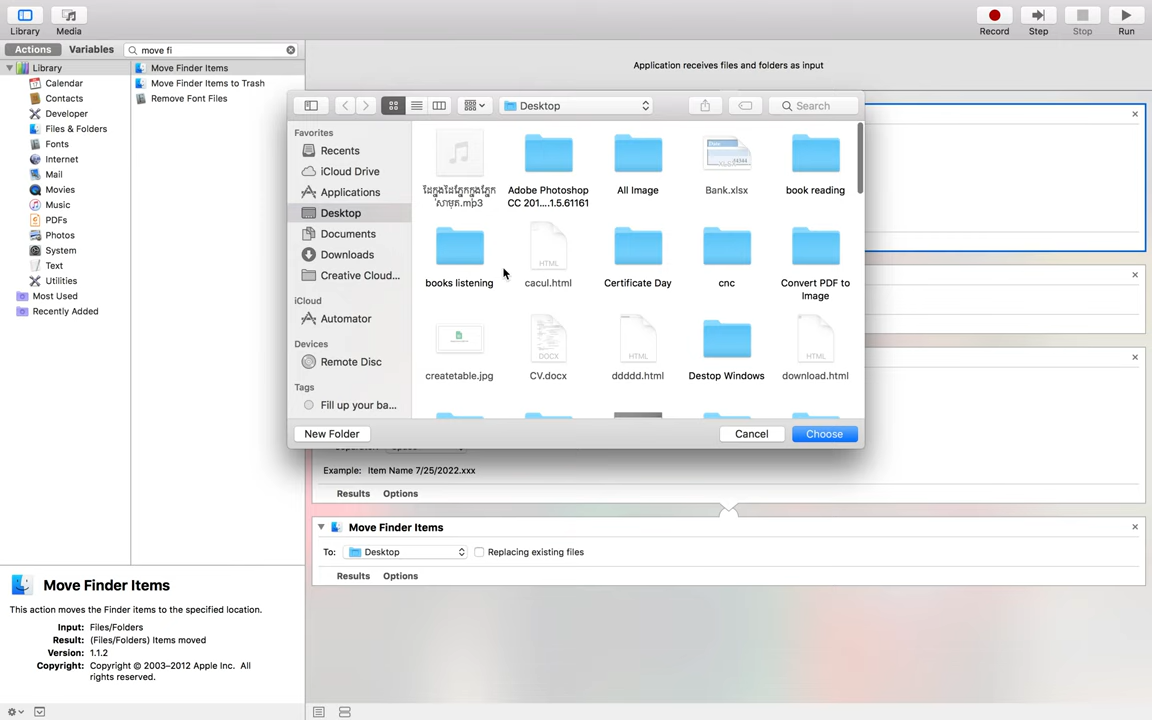 Library
Media
Record
Step
Stop
Run
Actions
Variables
move fi
Application receives files and folders as input
Library
Calendar
Contacts
Developer
Files & Folders
Fonts
Internet
Mail
Movies
Music
PDFs
Photos
System
Text
Utilities
Most Used
Recently Added
Move Finder Items
Move Finder Items to Trash
Remove Font Files
Desktop
Search
Favorites
Recents
iCloud Drive
Applications
Desktop
Documents
Downloads
Creative Cloud...
iCloud
Automator
Devices
Remote Disc
Tags
Fill up your ba...
Adobe Photoshop
CC 201....1.5.61161
All Image
Bank.xlsx
book reading
books listening
HTML
cacul.html
Certificate Day
cnc
Convert PDF to
Image
createtable.jpg
DOCX
CV.docx
HTML
ddddd.html
Destop Windows
HTML
download.html
New Folder
Cancel
Choose
Example: Item Name 7/25/2022.xxx
Results
Options
Move Finder Items
To:
Desktop
Replacing existing files
Results
Options
Move Finder Items
This action moves the Finder items to the specified location.
Input: Files/Folders
Result: (Files/Folders) Items moved
Version: 1.1.2
Copyright: Copyright © 2003–2012 Apple Inc. All
rights reserved.